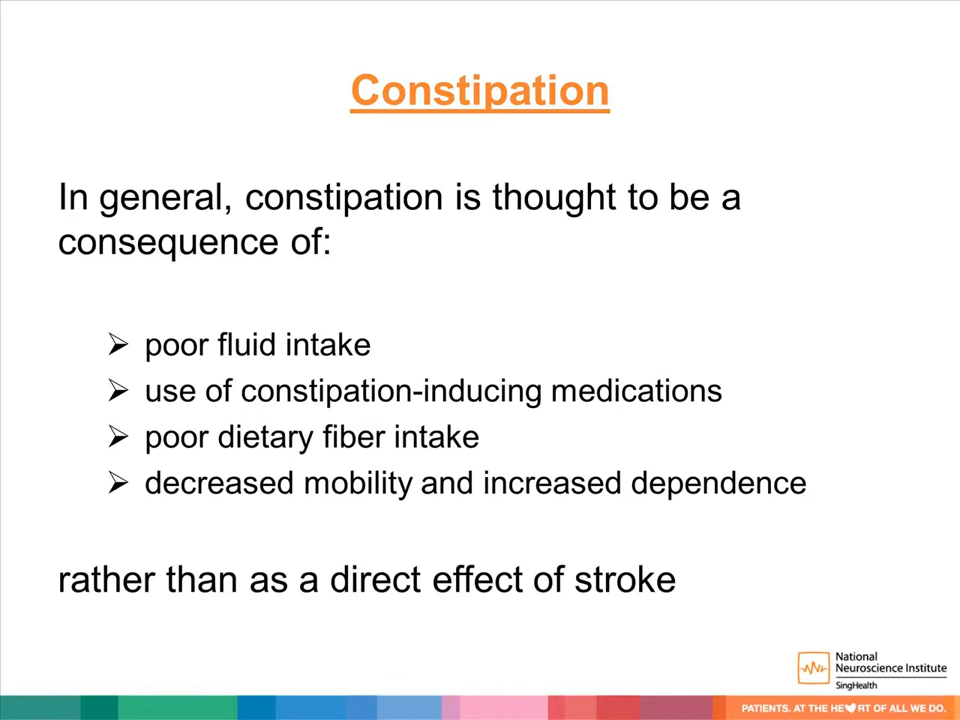 Constipation
In general, constipation is thought to be a
consequence of:
➢ poor fluid intake
➢ use of constipation-inducing medications
➢ poor dietary fiber intake
➢ decreased mobility and increased dependence
rather than as a direct effect of stroke
National
Neuroscience Institute
SingHealth
PATIENTS. AT THE HE♥RT OF ALL WE DO.